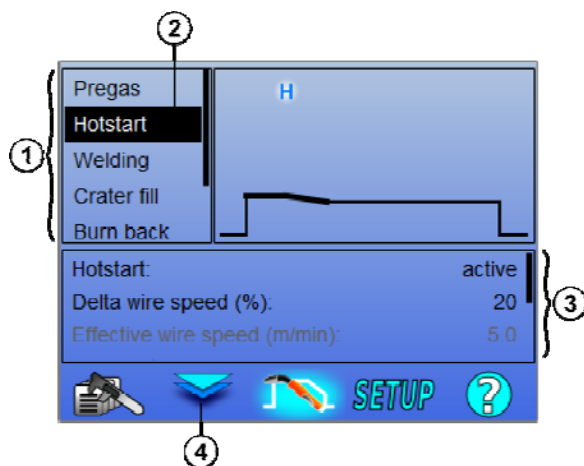 2
1
Pregas
Hotstart
Welding
Crater fill
Burn back
H
Hotstart: active
Delta wire speed (%): 20
Effective wire speed (m/min): 5.0
3
SETUP ?
4